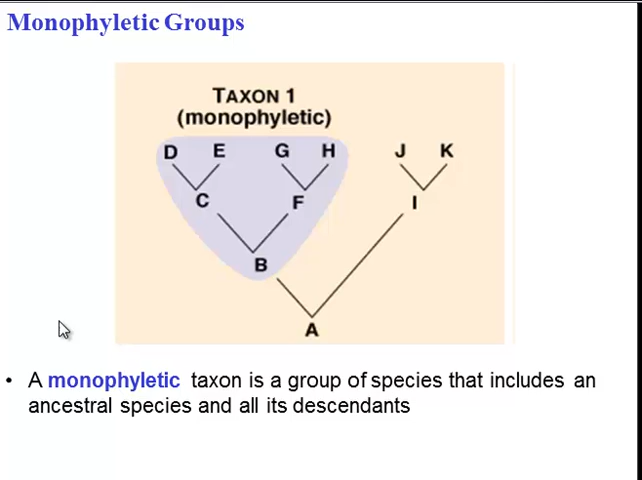 Monophyletic Groups
TAXON 1
(monophyletic)
D E G H J K
C F I
B
A
• A monophyletic taxon is a group of species that includes an
ancestral species and all its descendants